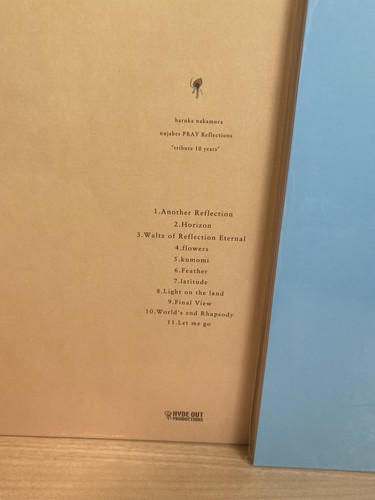 haruka nakamura
nujabes PRAY Reflections
"tribute 10 years"
1.Another Reflection
2.Horizon
3.Waltz of Reflection Eternal
4.flowers
5.kumomi
6.Feather
7.latitude
8.Light on the land
9.Final View
10.World's end Rhapsody
11.Let me go
HYDE OUT
PRODUCTIONS